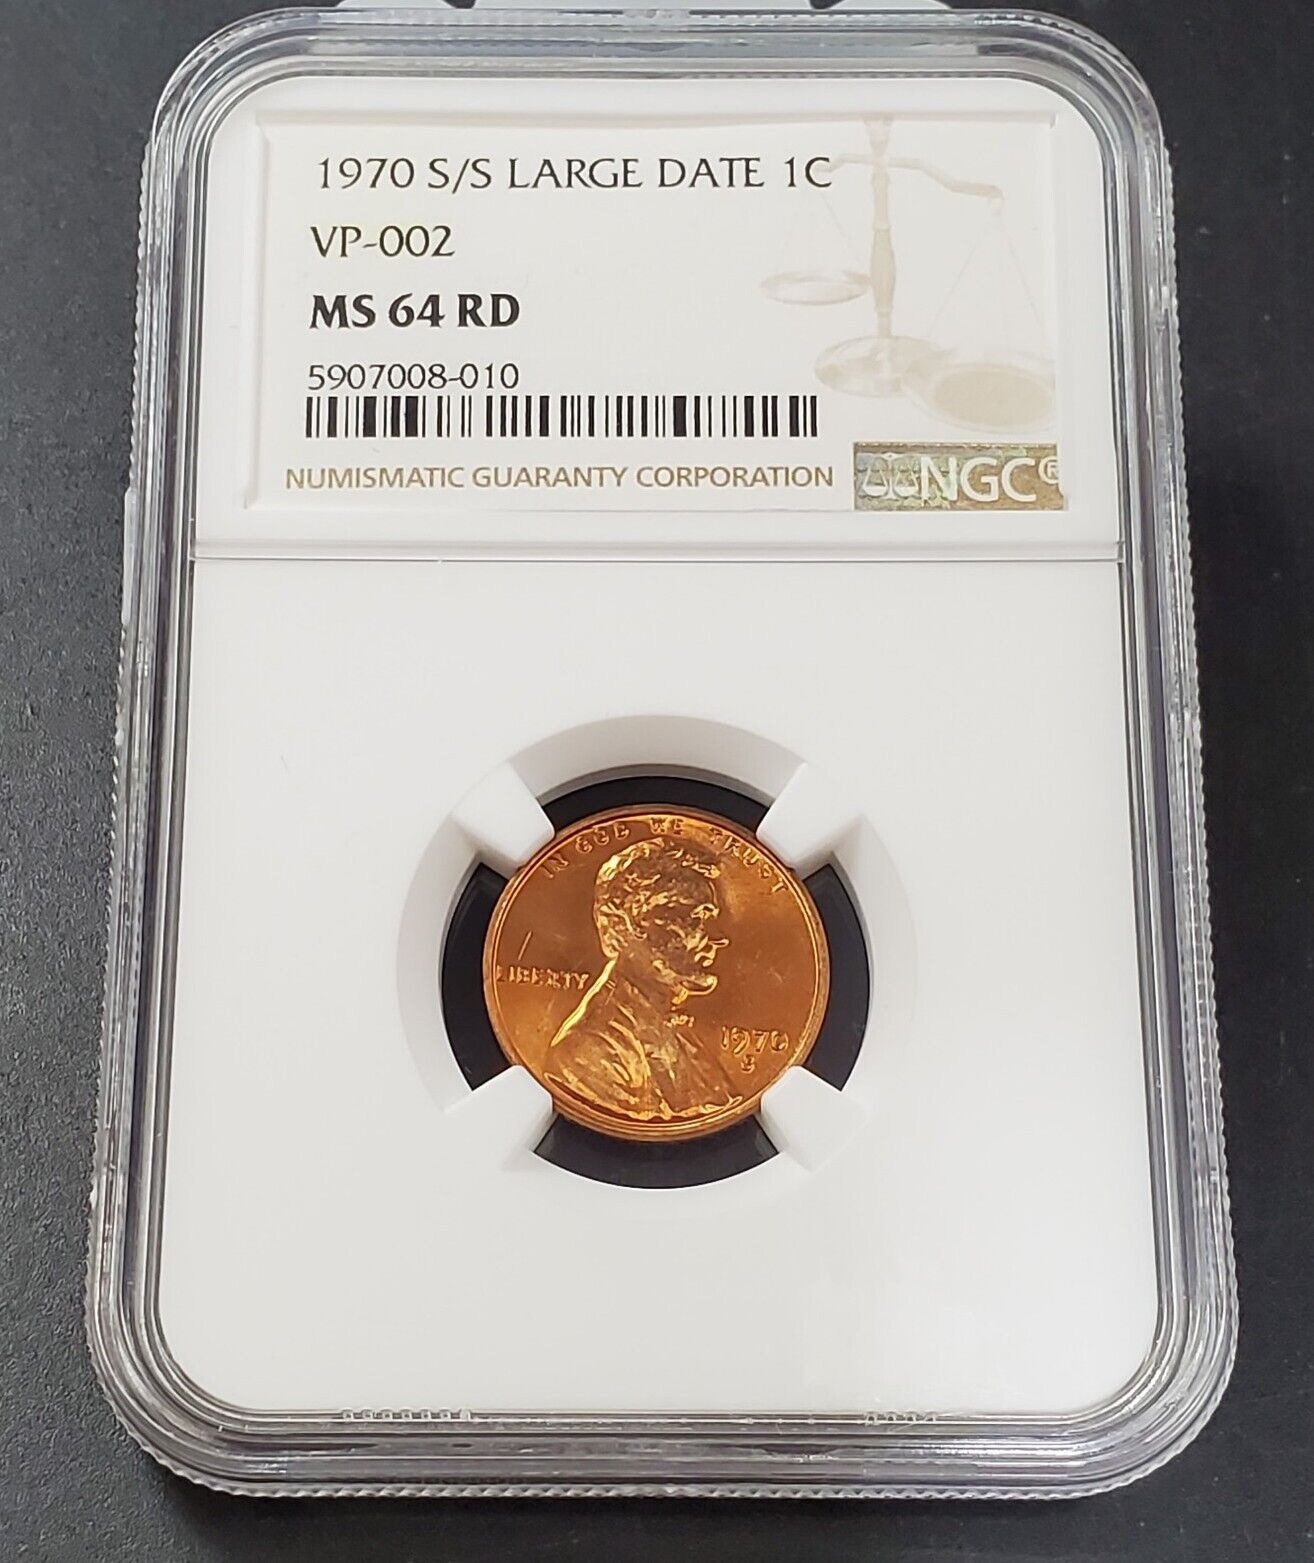 1970 S/S LARGE DATE 1C
VP-002
MS 64 RD
5907008-010
NUMISMATIC GUARANTY CORPORATION
NGC®
IN GOD WE TRUST
LIBERTY
1970
S